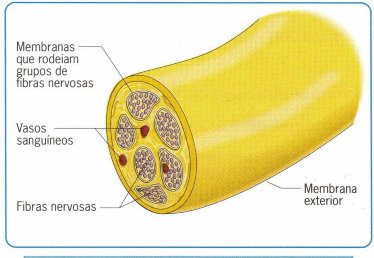 Membranas
que rodeiam
grupos de
fibras nervosas
Vasos
sanguíneos
Fibras nervosas
Membrana
exterior